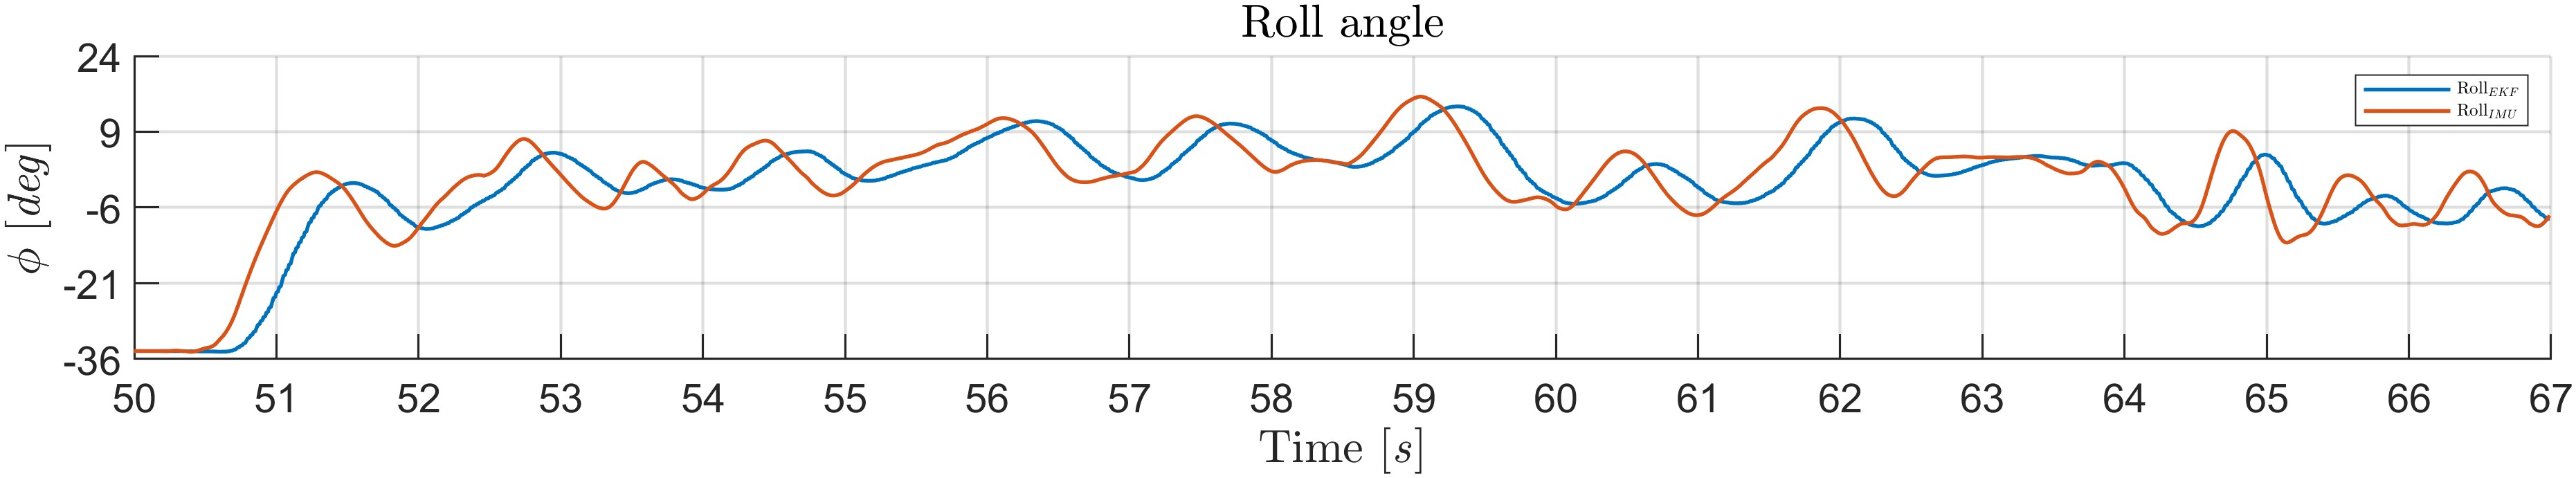 Roll angle
24
9
-6
-21
-36
ϕ [deg]
Roll_EKF
Roll_IMU
50 51 52 53 54 55 56 57 58 59 60 61 62 63 64 65 66 67
Time [s]